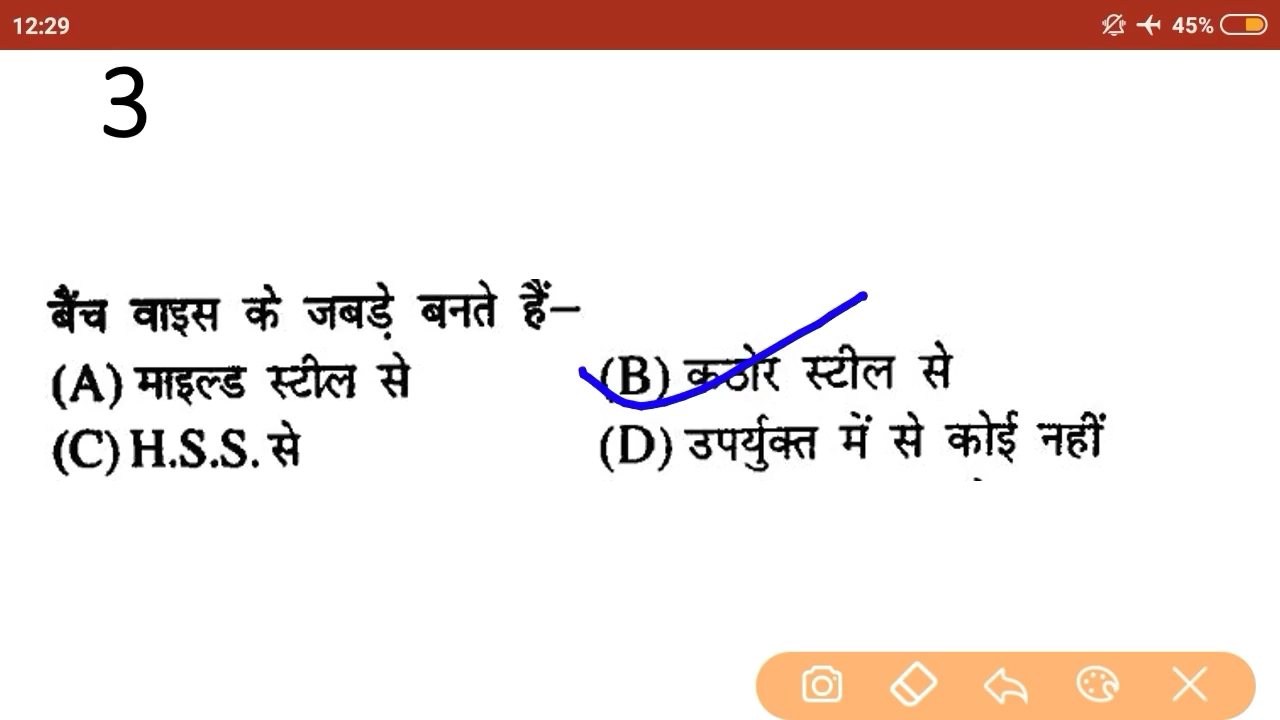 12:29
45%
3
बैंच वाइस के जबड़े बनते हैं–
(A) माइल्ड स्टील से
(B) कठोर स्टील से
(C) H.S.S. से
(D) उपर्युक्त में से कोई नहीं